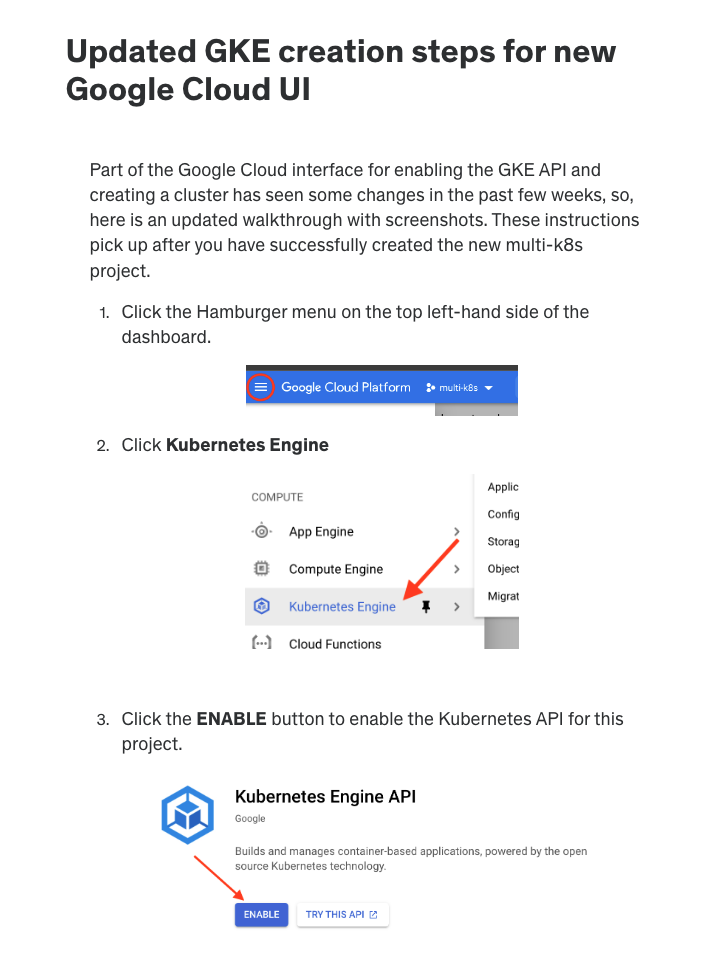 Updated GKE creation steps for new
Google Cloud UI
Part of the Google Cloud interface for enabling the GKE API and
creating a cluster has seen some changes in the past few weeks, so,
here is an updated walkthrough with screenshots. These instructions
pick up after you have successfully created the new multi-k8s
project.
1. Click the Hamburger menu on the top left-hand side of the
dashboard.
Google Cloud Platform multi-k8s
2. Click Kubernetes Engine
COMPUTE
App Engine
Compute Engine
Kubernetes Engine
Cloud Functions
Applic
Config
Storag
Object
Migrat
3. Click the ENABLE button to enable the Kubernetes API for this
project.
Kubernetes Engine API
Google
Builds and manages container-based applications, powered by the open
source Kubernetes technology.
ENABLE TRY THIS API